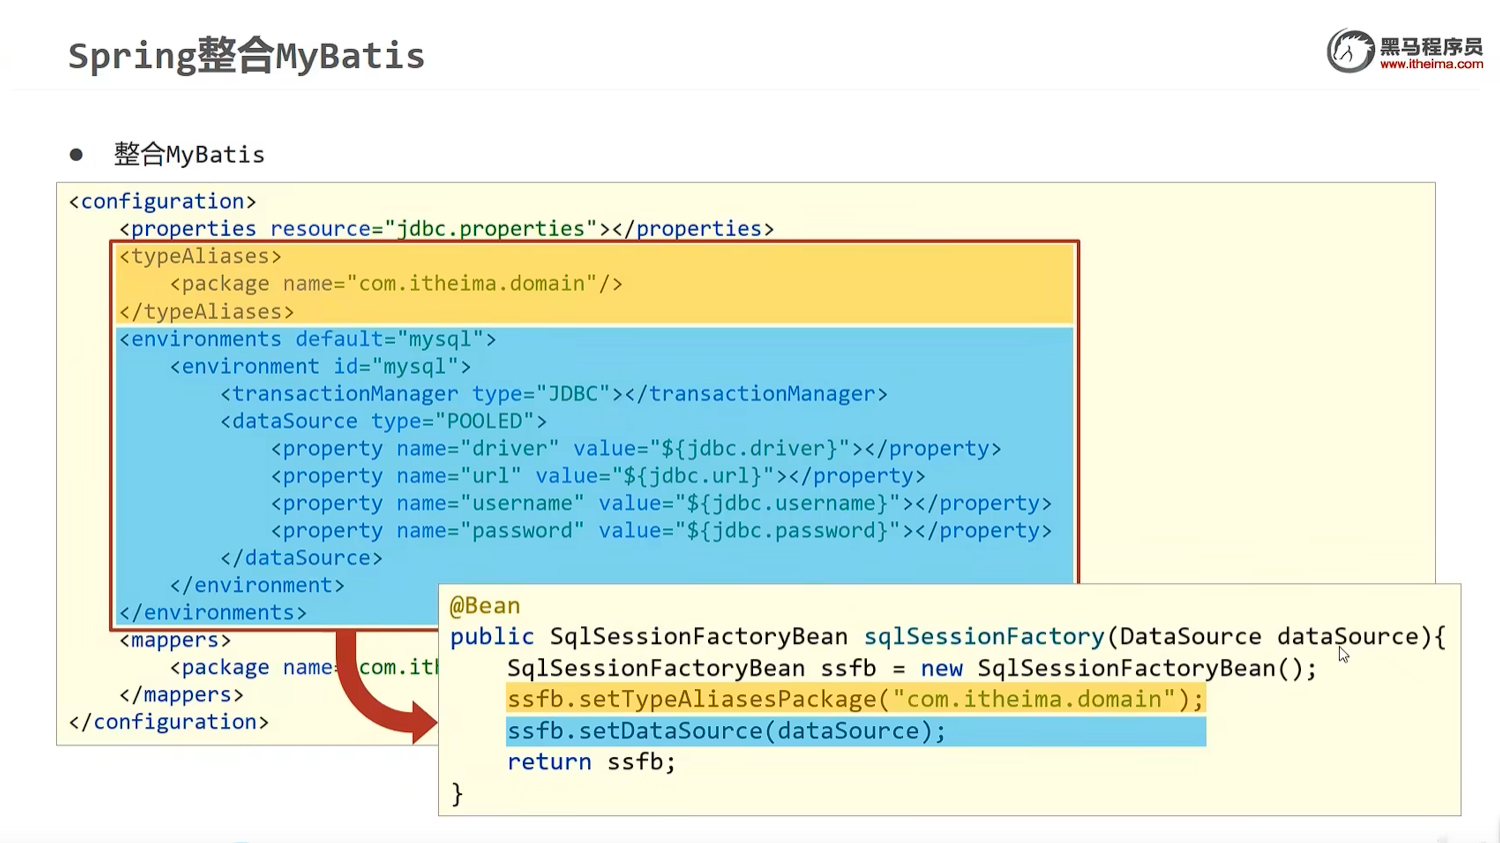 Spring整合MyBatis
黑马程序员
www.itheima.com
● 整合MyBatis
<configuration>
    <properties resource="jdbc.properties"></properties>
    <typeAliases>
        <package name="com.itheima.domain"/>
    </typeAliases>
    <environments default="mysql">
        <environment id="mysql">
            <transactionManager type="JDBC"></transactionManager>
            <dataSource type="POOLED">
                <property name="driver" value="${jdbc.driver}"></property>
                <property name="url" value="${jdbc.url}"></property>
                <property name="username" value="${jdbc.username}"></property>
                <property name="password" value="${jdbc.password}"></property>
            </dataSource>
        </environment>
    </environments>
    <mappers>
        <package name= com.ith
    </mappers>
</configuration>
@Bean
public SqlSessionFactoryBean sqlSessionFactory(DataSource dataSource){
    SqlSessionFactoryBean ssfb = new SqlSessionFactoryBean();
    ssfb.setTypeAliasesPackage("com.itheima.domain");
    ssfb.setDataSource(dataSource);
    return ssfb;
}